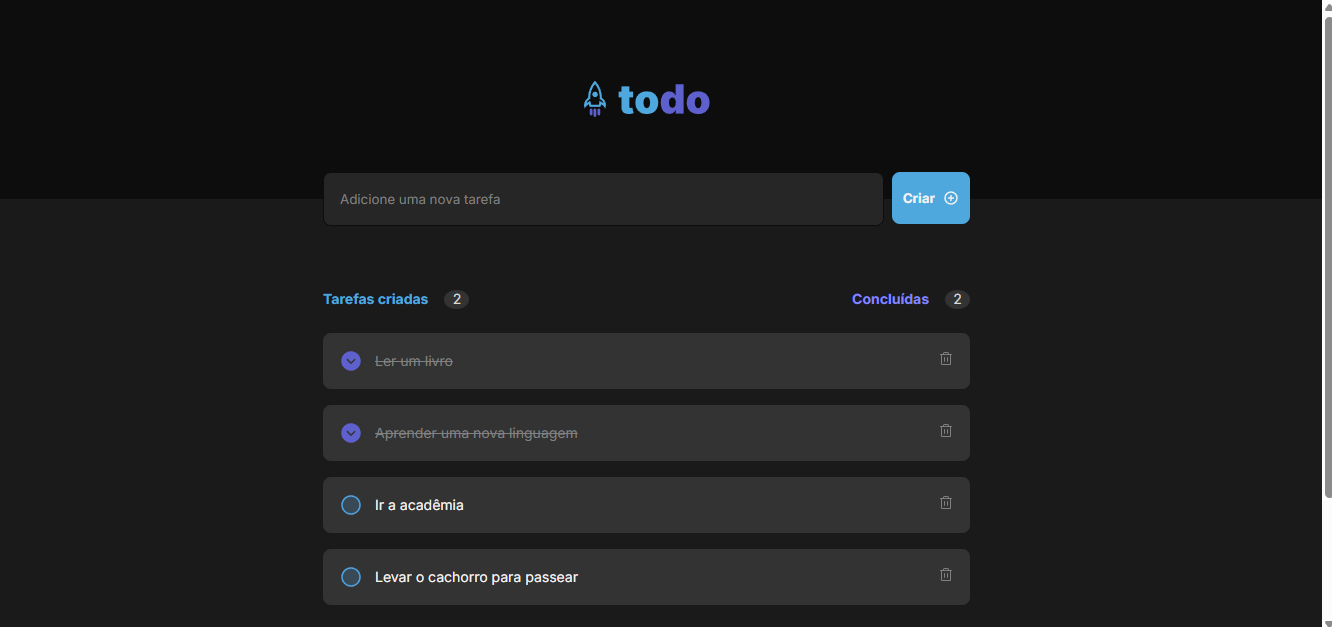 todo
Adicione uma nova tarefa
Criar
Tarefas criadas 2
Concluídas 2
Ler um livro
Aprender uma nova linguagem
Ir a acadêmia
Levar o cachorro para passear